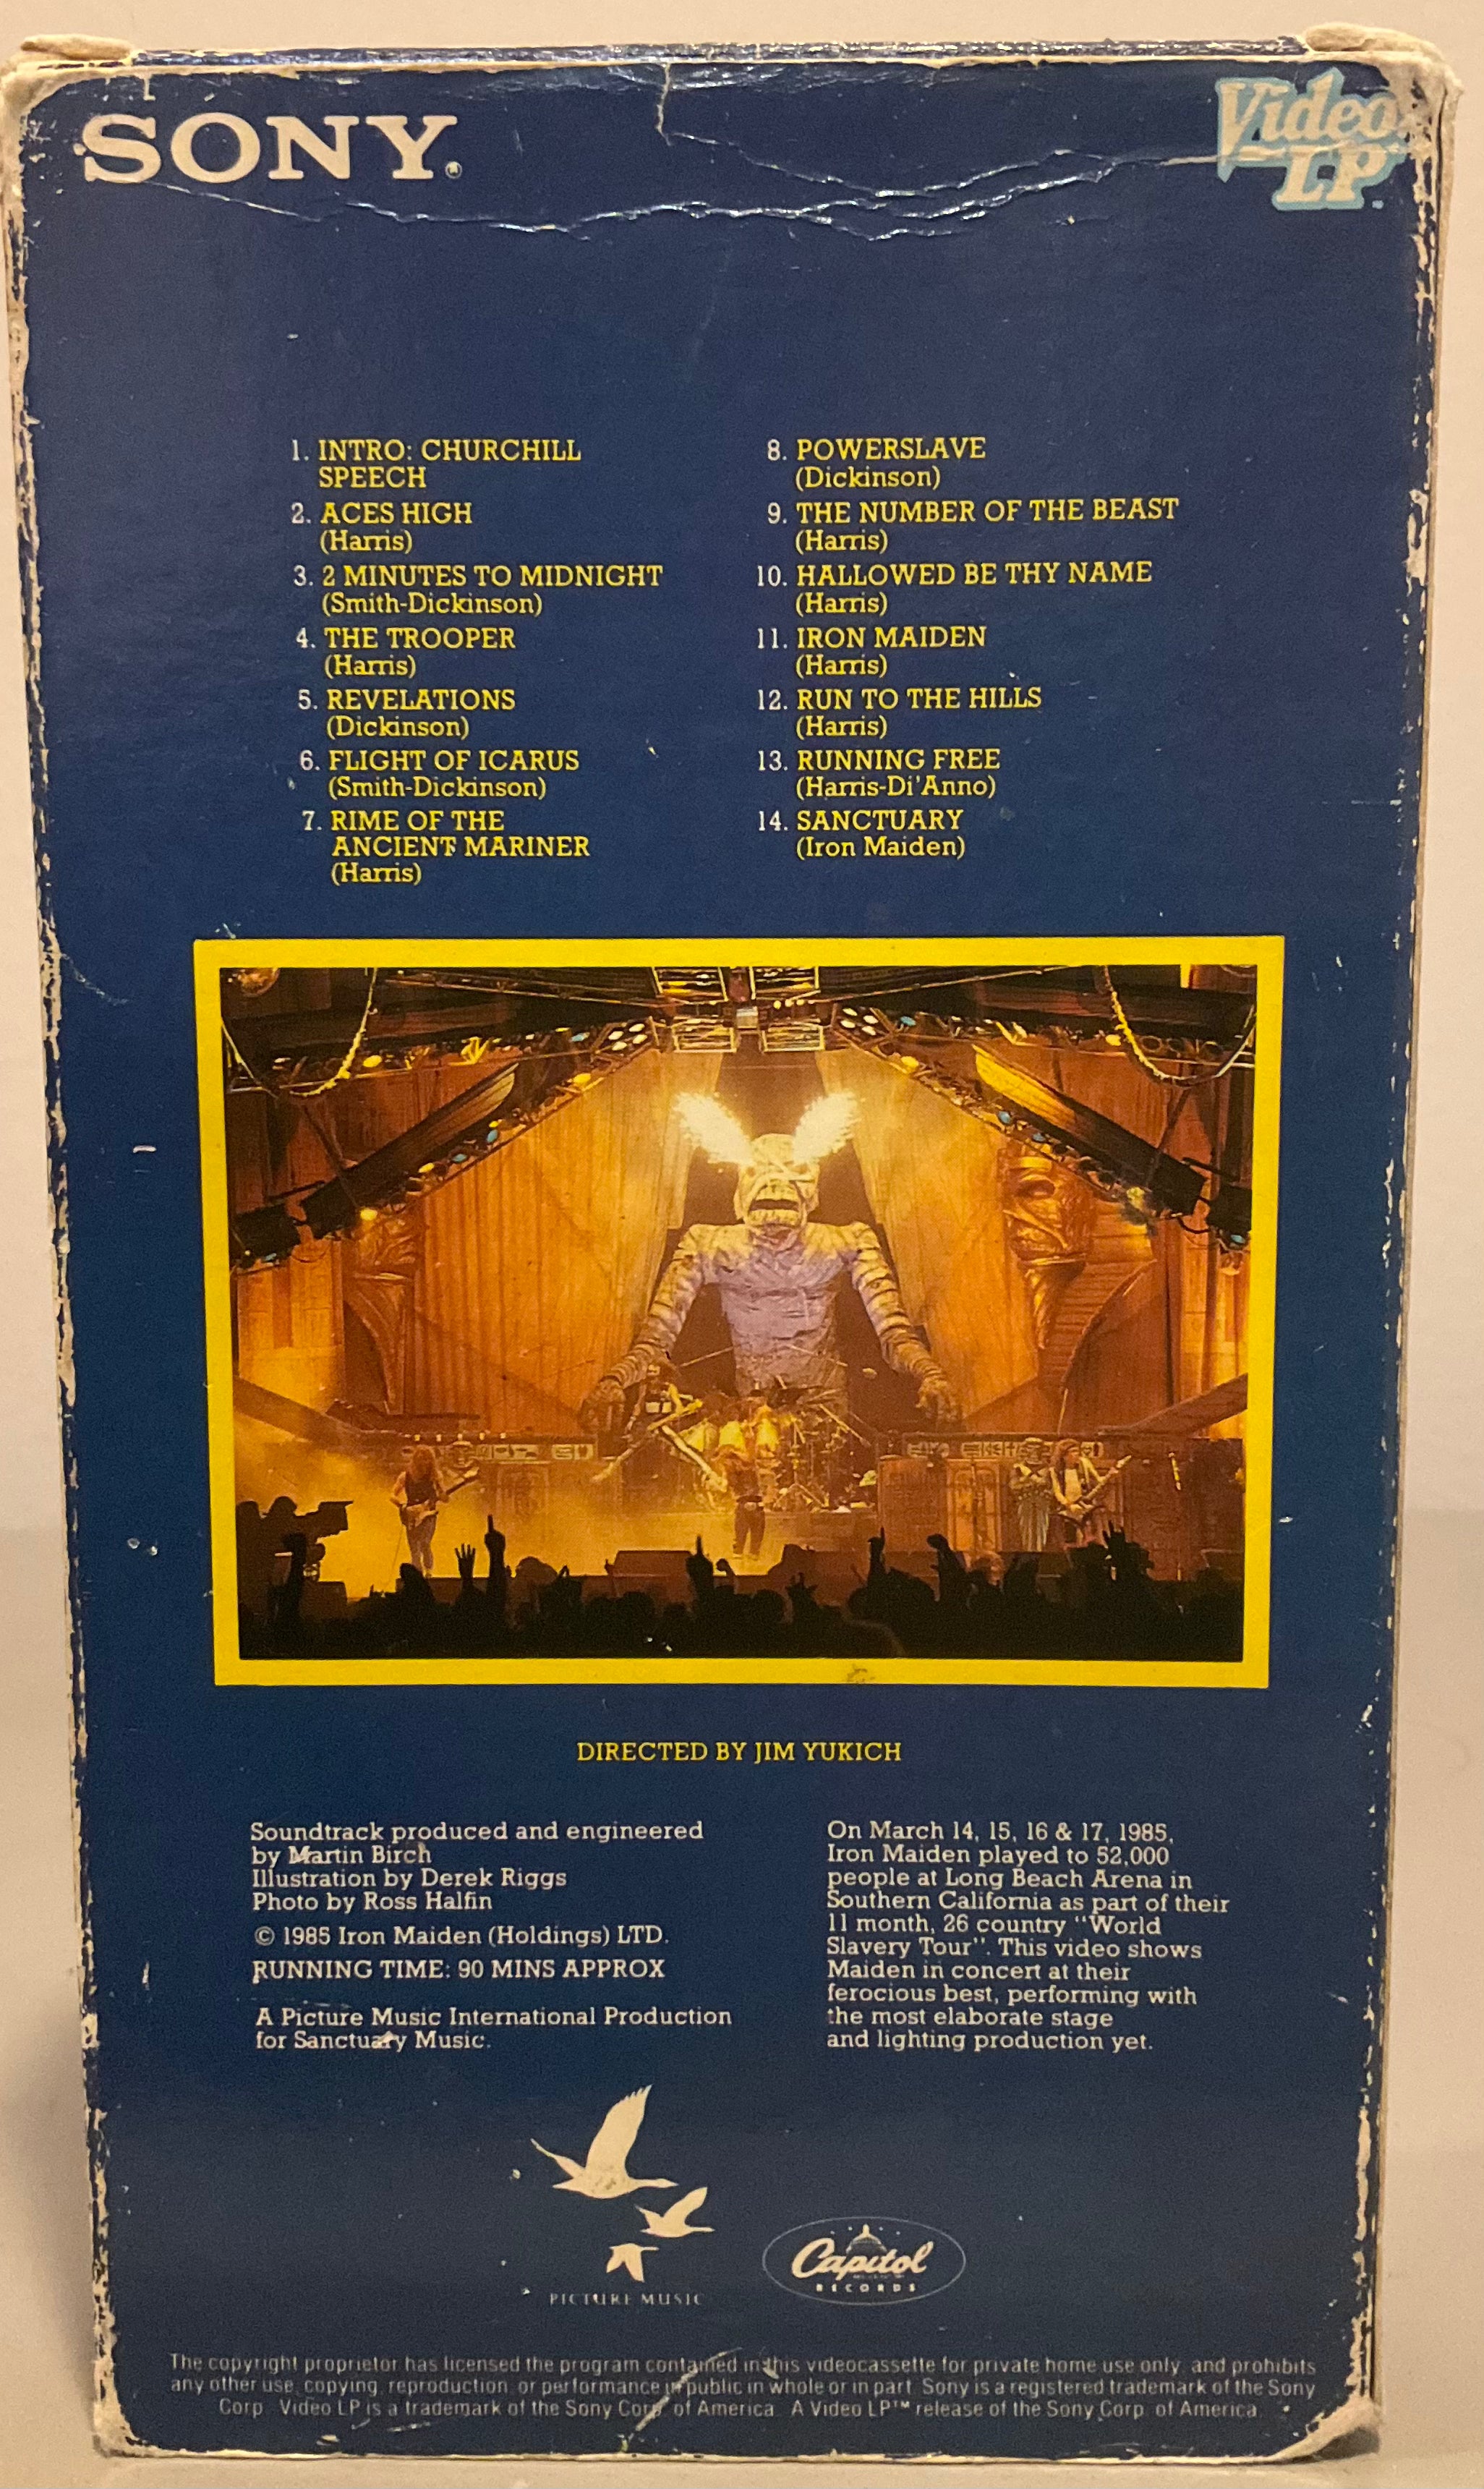 SONY®
Video
LP™
1. INTRO: CHURCHILL
SPEECH
2. ACES HIGH
(Harris)
3. 2 MINUTES TO MIDNIGHT
(Smith-Dickinson)
4. THE TROOPER
(Harris)
5. REVELATIONS
(Dickinson)
6. FLIGHT OF ICARUS
(Smith-Dickinson)
7. RIME OF THE
ANCIENT MARINER
(Harris)
8. POWERSLAVE
(Dickinson)
9. THE NUMBER OF THE BEAST
(Harris)
10. HALLOWED BE THY NAME
(Harris)
11. IRON MAIDEN
(Harris)
12. RUN TO THE HILLS
(Harris)
13. RUNNING FREE
(Harris-Di'Anno)
14. SANCTUARY
(Iron Maiden)
DIRECTED BY JIM YUKICH
Soundtrack produced and engineered
by Martin Birch
Illustration by Derek Riggs
Photo by Ross Halfin
© 1985 Iron Maiden (Holdings) LTD.
RUNNING TIME: 90 MINS APPROX
A Picture Music International Production
for Sanctuary Music.
On March 14, 15, 16 & 17, 1985,
Iron Maiden played to 52,000
people at Long Beach Arena in
Southern California as part of their
11 month, 26 country "World
Slavery Tour". This video shows
Maiden in concert at their
ferocious best, performing with
the most elaborate stage
and lighting production yet.
PICTURE MUSIC
Capitol
RECORDS
The copyright proprietor has licensed the program contained in this videocassette for private home use only, and prohibits
any other use, copying, reproduction, or performance in public in whole or in part. Sony is a registered trademark of the Sony
Corp. Video LP is a trademark of the Sony Corp. of America. A Video LP™ release of the Sony Corp. of America.